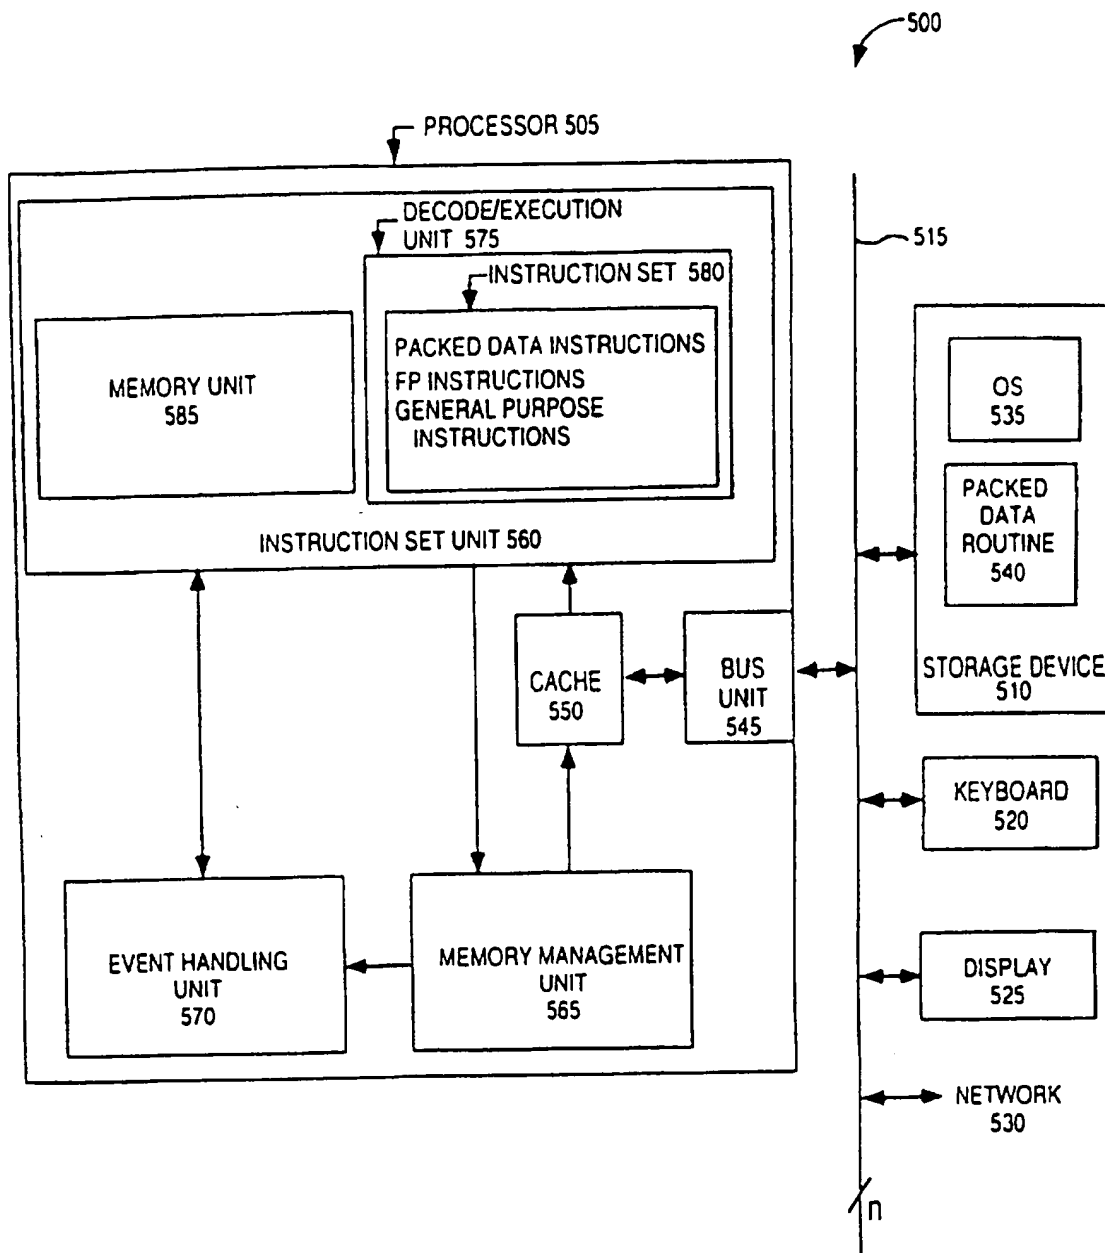 500
PROCESSOR 505
DECODE/EXECUTION
UNIT 575
INSTRUCTION SET 580
PACKED DATA INSTRUCTIONS
FP INSTRUCTIONS
GENERAL PURPOSE
INSTRUCTIONS
MEMORY UNIT
585
INSTRUCTION SET UNIT 560
515
OS
535
PACKED
DATA
ROUTINE
540
STORAGE DEVICE
510
CACHE
550
BUS
UNIT
545
KEYBOARD
520
EVENT HANDLING
UNIT
570
MEMORY MANAGEMENT
UNIT
565
DISPLAY
525
NETWORK
530
n